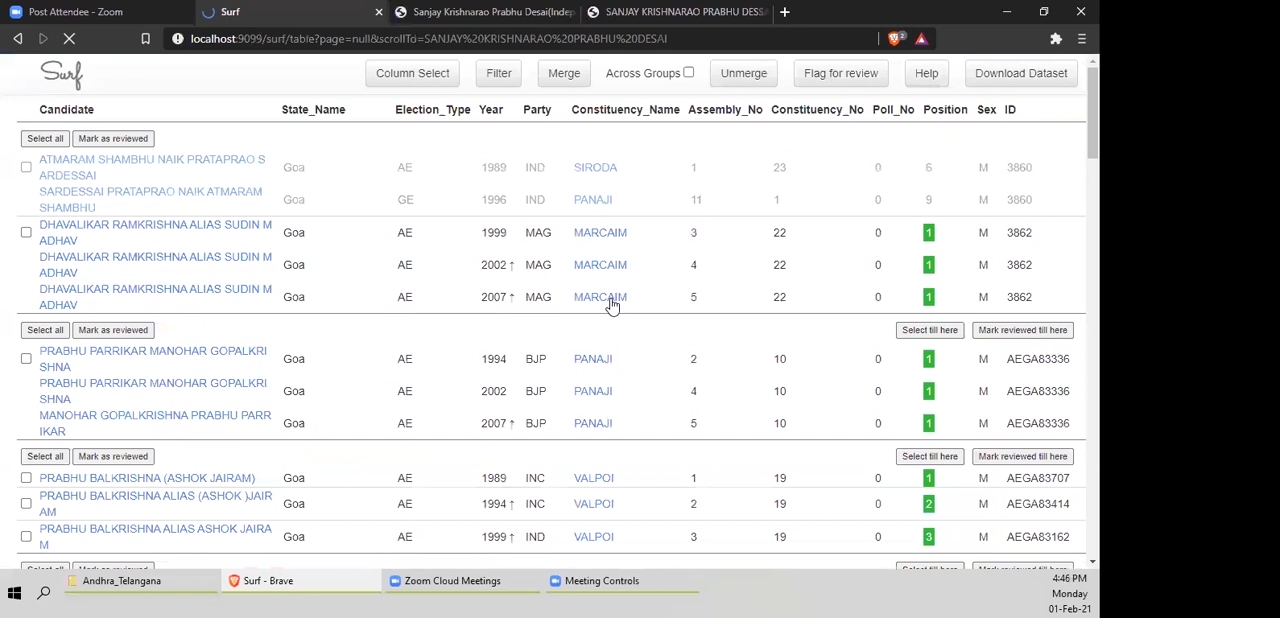 Post Attendee - Zoom
Surf
Sanjay Krishnarao Prabhu Desai(Indep
SANJAY KRISHNARAO PRABHU DESS
localhost:9099/surf/table?page=null&scrollTo=SANJAY%20KRISHNARAO%20PRABHU%20DESAI
2
Surf
Column Select
Filter
Merge
Across Groups
Unmerge
Flag for review
Help
Download Dataset
Candidate State_Name Election_Type Year Party Constituency_Name Assembly_No Constituency_No Poll_No Position Sex ID
Select all Mark as reviewed
ATMARAM SHAMBHU NAIK PRATAPRAO S
ARDESSAI
Goa AE 1989 IND SIRODA 1 23 0 6 M 3860
SARDESSAI PRATAPRAO NAIK ATMARAM
SHAMBHU
Goa GE 1996 IND PANAJI 11 1 0 9 M 3860
DHAVALIKAR RAMKRISHNA ALIAS SUDIN M
ADHAV
Goa AE 1999 MAG MARCAIM 3 22 0 1 M 3862
DHAVALIKAR RAMKRISHNA ALIAS SUDIN M
ADHAV
Goa AE 2002 ↑ MAG MARCAIM 4 22 0 1 M 3862
DHAVALIKAR RAMKRISHNA ALIAS SUDIN M
ADHAV
Goa AE 2007 ↑ MAG MARCAIM 5 22 0 1 M 3862
Select all Mark as reviewed Select till here Mark reviewed till here
PRABHU PARRIKAR MANOHAR GOPALKRI
SHNA
Goa AE 1994 BJP PANAJI 2 10 0 1 M AEGA83336
PRABHU PARRIKAR MANOHAR GOPALKRI
SHNA
Goa AE 2002 BJP PANAJI 4 10 0 1 M AEGA83336
MANOHAR GOPALKRISHNA PRABHU PARR
IKAR
Goa AE 2007 ↑ BJP PANAJI 5 10 0 1 M AEGA83336
Select all Mark as reviewed Select till here Mark reviewed till here
PRABHU BALKRISHNA (ASHOK JAIRAM) Goa AE 1989 INC VALPOI 1 19 0 1 M AEGA83707
PRABHU BALKRISHNA ALIAS (ASHOK )JAIR
AM
Goa AE 1994 ↑ INC VALPOI 2 19 0 2 M AEGA83414
PRABHU BALKRISHNA ALIAS ASHOK JAIRA
M
Goa AE 1999 ↑ IND VALPOI 3 19 0 3 M AEGA83162
Select all Mark as reviewed Select till here Mark reviewed till here
Andhra_Telangana
Surf - Brave
Zoom Cloud Meetings
Meeting Controls
4:46 PM
Monday
01-Feb-21